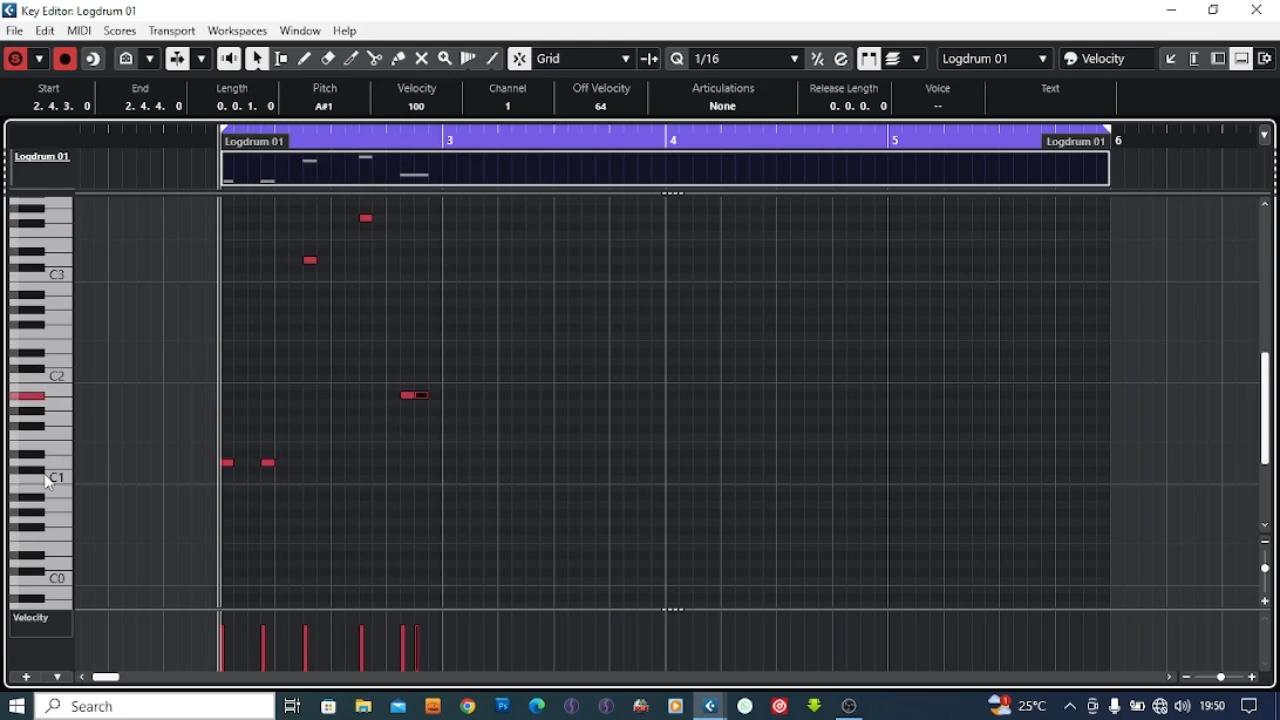 Key Editor: Logdrum 01
File Edit MIDI Scores Transport Workspaces Window Help
S Grid Q 1/16 Logdrum 01 Velocity
Start End Length Pitch Velocity Channel Off Velocity Articulations Release Length Voice Text
2. 4. 3. 0 2. 4. 4. 0 0. 0. 1. 0 A#1 100 1 64 None 0. 0. 0. 0 --
3 4 5 6
Logdrum 01 Logdrum 01
Logdrum 01
C3
C2
C1
C0
Velocity
Search 1 25°C 19:50